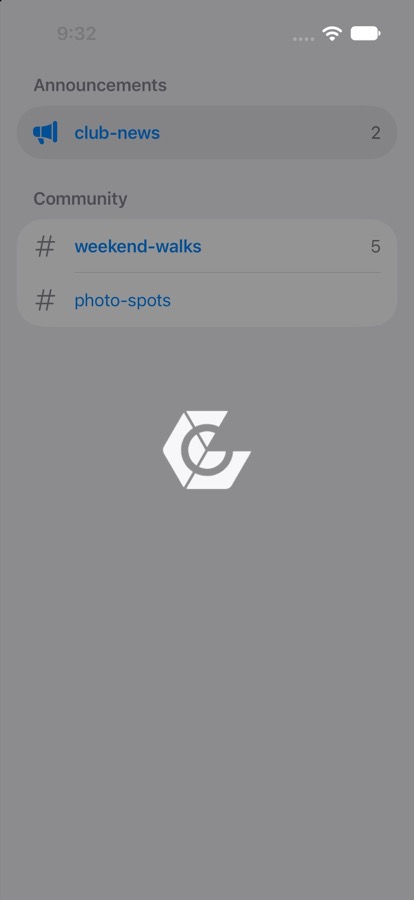 9:32
Announcements
club-news 2
Community
# weekend-walks 5
# photo-spots